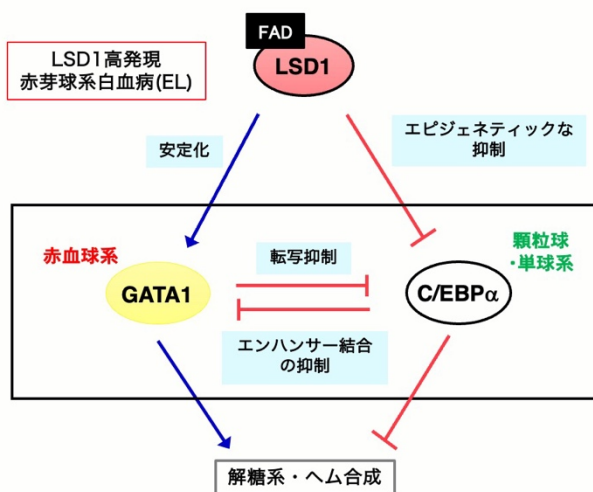 FAD
LSD1
LSD1高発現
赤芽球系白血病(EL)
安定化
エピジェネティックな
抑制
赤血球系
転写抑制
顆粒球
・単球系
GATA1
C/EBPα
エンハンサー結合
の抑制
解糖系・ヘム合成